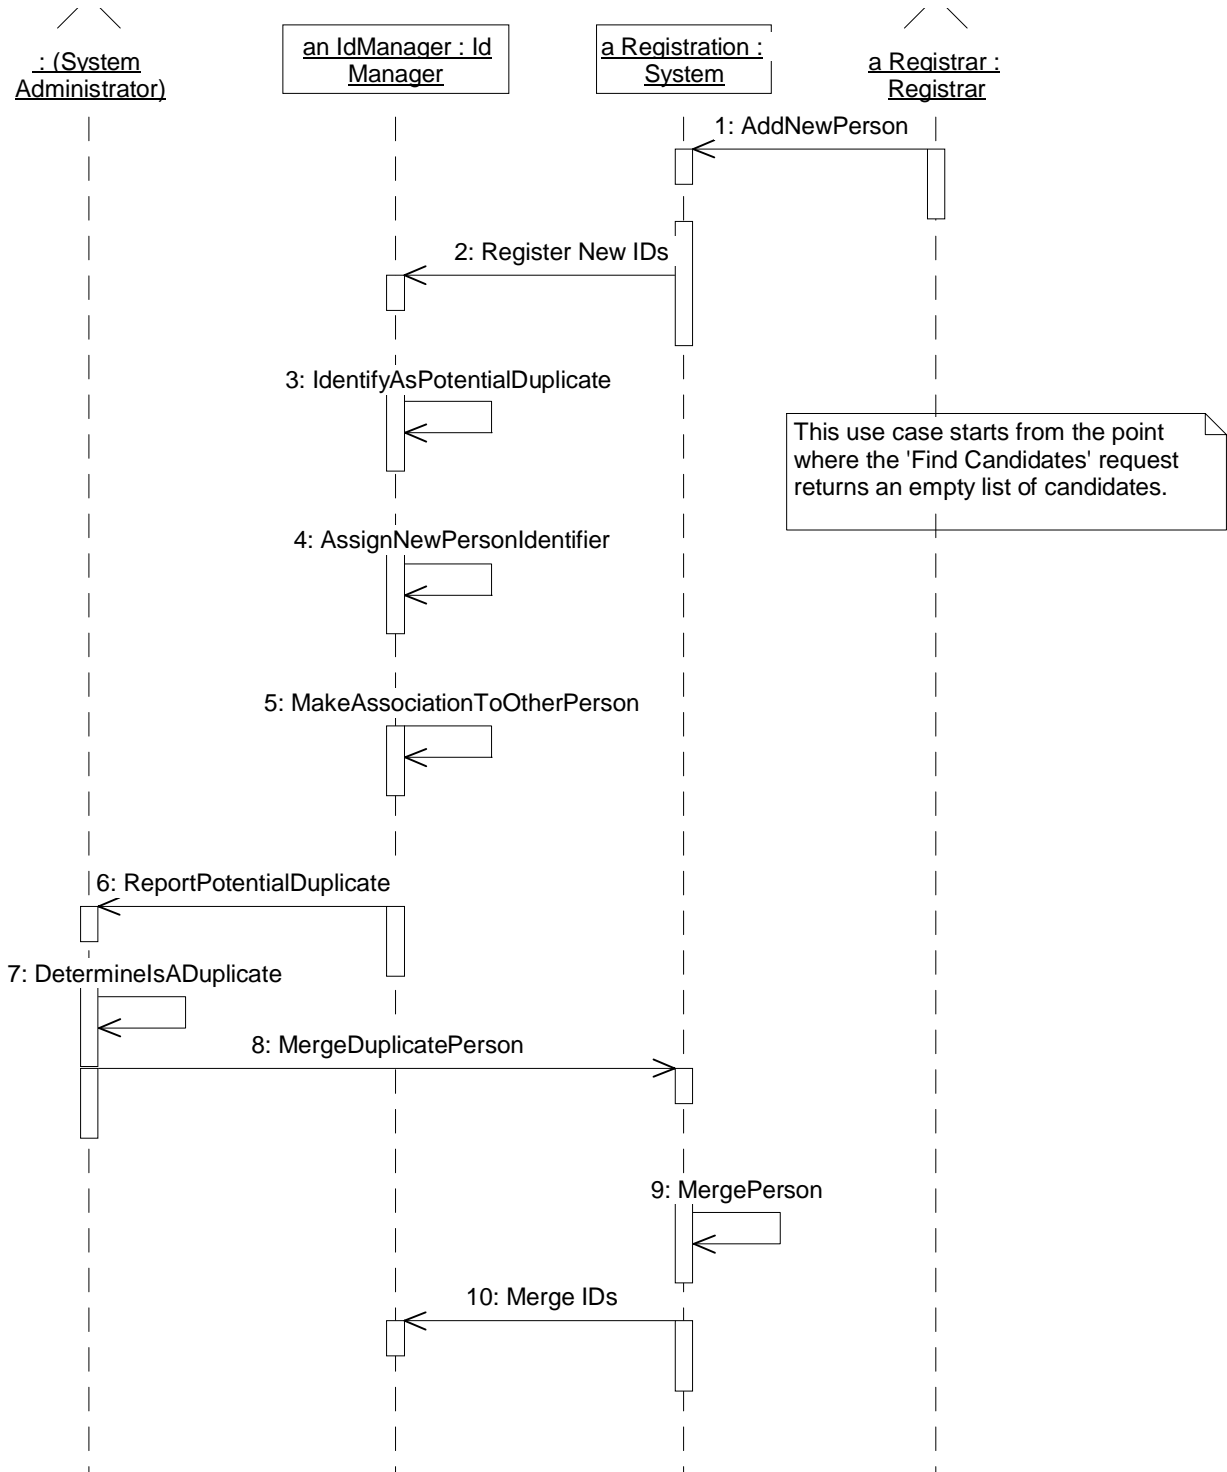 : (System
Administrator)
an IdManager : Id
Manager
a Registration :
System
a Registrar :
Registrar
1: AddNewPerson
2: Register New IDs
3: IdentifyAsPotentialDuplicate
This use case starts from the point
where the 'Find Candidates' request
returns an empty list of candidates.
4: AssignNewPersonIdentifier
5: MakeAssociationToOtherPerson
6: ReportPotentialDuplicate
7: DetermineIsADuplicate
8: MergeDuplicatePerson
9: MergePerson
10: Merge IDs